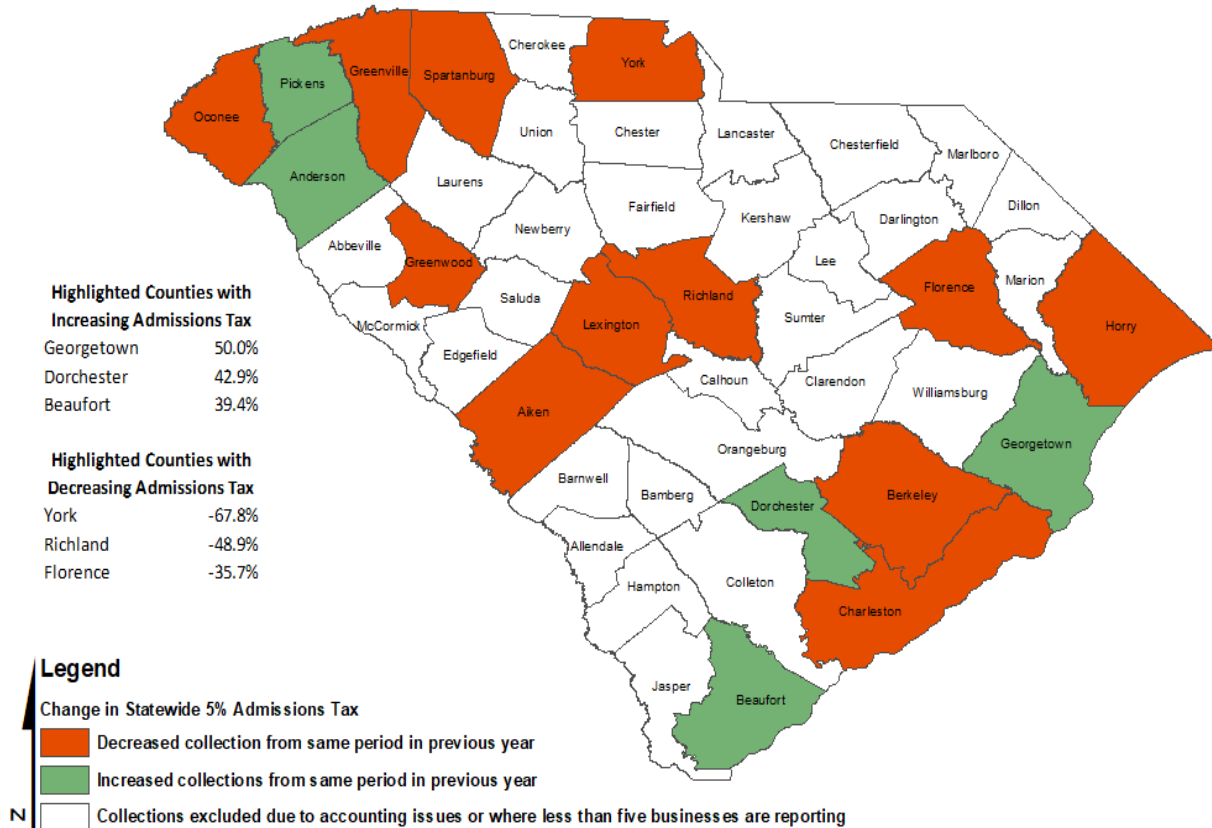 Cherokee
York
Greenville
Spartanburg
Pickens
Oconee
Union
Chester
Lancaster
Chesterfield
Marlboro
Anderson
Laurens
Fairfield
Kershaw
Darlington
Dillon
Newberry
Abbeville
Greenwood
Lee
Marion
Richland
Florence
Saluda
Sumter
Horry
Lexington
McCormick
Edgefield
Calhoun
Clarendon
Williamsburg
Aiken
Orangeburg
Georgetown
Barnwell
Bamberg
Dorchester
Berkeley
Allendale
Colleton
Hampton
Charleston
Jasper
Beaufort
Highlighted Counties with
Increasing Admissions Tax
Georgetown 50.0%
Dorchester 42.9%
Beaufort 39.4%
Highlighted Counties with
Decreasing Admissions Tax
York -67.8%
Richland -48.9%
Florence -35.7%
Legend
Change in Statewide 5% Admissions Tax
Decreased collection from same period in previous year
Increased collections from same period in previous year
Collections excluded due to accounting issues or where less than five businesses are reporting
N